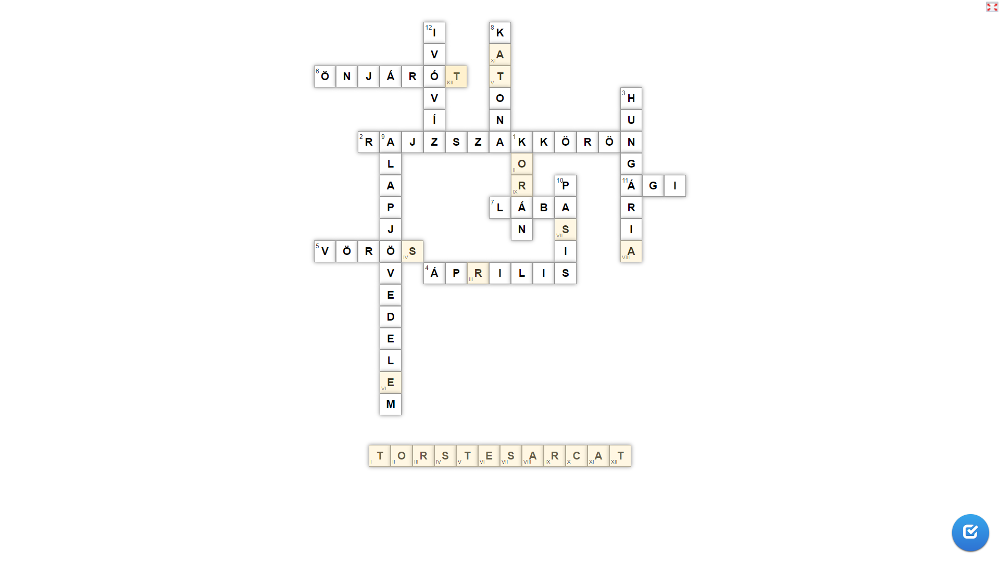 12 I 8 K
V XI A
6 Ö N J Á R Ó XII T V T
V O 3 H
Í N U
2 R 9 A J Z S Z A 1 K K Ö R Ö N
L II O G
A IX R 10 P 11 Á G I
P 7 L Á B A R
J N VII S I
5 V Ö R Ö IV S I VIII A
V 4 Á P III R I L I S
E
D
E
L
VI E
M
I T II O III R IV S V T VI E VII S VIII A IX R X C XI A XII T